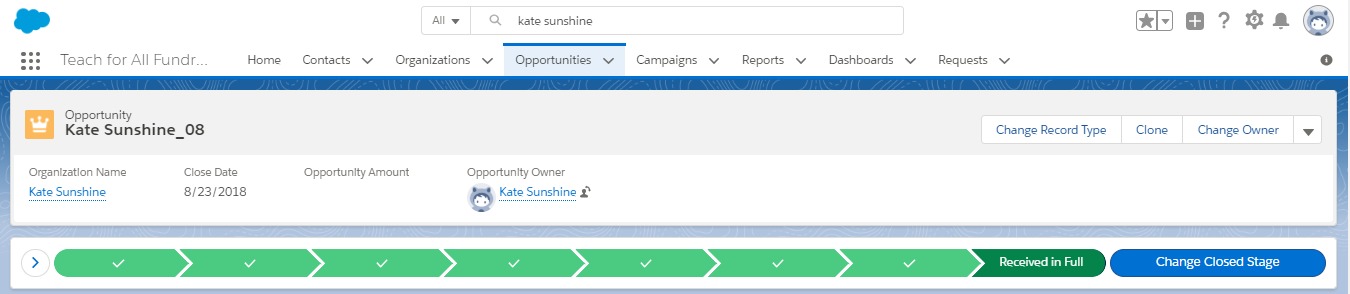 All kate sunshine
?
Teach for All Fundr... Home Contacts Organizations Opportunities Campaigns Reports Dashboards Requests
Opportunity
Kate Sunshine_08
Change Record Type Clone Change Owner
Organization Name Close Date Opportunity Amount Opportunity Owner
Kate Sunshine 8/23/2018 Kate Sunshine
Received in Full Change Closed Stage